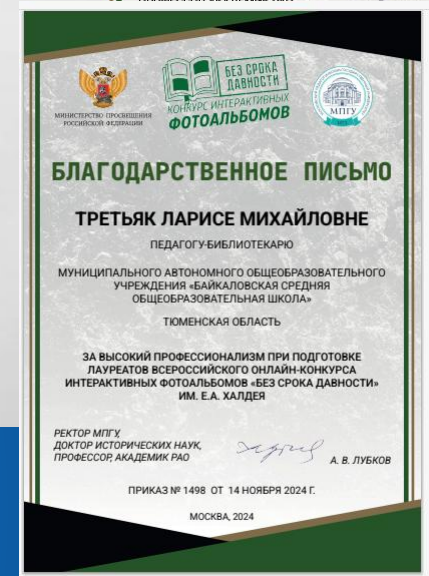 МИНИСТЕРСТВО ПРОСВЕЩЕНИЯ
РОССИЙСКОЙ ФЕДЕРАЦИИ
БЕЗ СРОКА
ДАВНОСТИ
КОНКУРС ИНТЕРАКТИВНЫХ
ФОТОАЛЬБОМОВ
МПГУ
БЛАГОДАРСТВЕННОЕ ПИСЬМО
ТРЕТЬЯК ЛАРИСЕ МИХАЙЛОВНЕ
ПЕДАГОГУ-БИБЛИОТЕКАРЮ
МУНИЦИПАЛЬНОГО АВТОНОМНОГО ОБЩЕОБРАЗОВАТЕЛЬНОГО
УЧРЕЖДЕНИЯ «БАЙКАЛОВСКАЯ СРЕДНЯЯ
ОБЩЕОБРАЗОВАТЕЛЬНАЯ ШКОЛА»
ТЮМЕНСКАЯ ОБЛАСТЬ
ЗА ВЫСОКИЙ ПРОФЕССИОНАЛИЗМ ПРИ ПОДГОТОВКЕ
ЛАУРЕАТОВ ВСЕРОССИЙСКОГО ОНЛАЙН-КОНКУРСА
ИНТЕРАКТИВНЫХ ФОТОАЛЬБОМОВ «БЕЗ СРОКА ДАВНОСТИ»
ИМ. Е.А. ХАЛДЕЯ
РЕКТОР МПГУ,
ДОКТОР ИСТОРИЧЕСКИХ НАУК,
ПРОФЕССОР, АКАДЕМИК РАО
А. В. ЛУБКОВ
ПРИКАЗ № 1498 ОТ 14 НОЯБРЯ 2024 Г.
МОСКВА, 2024